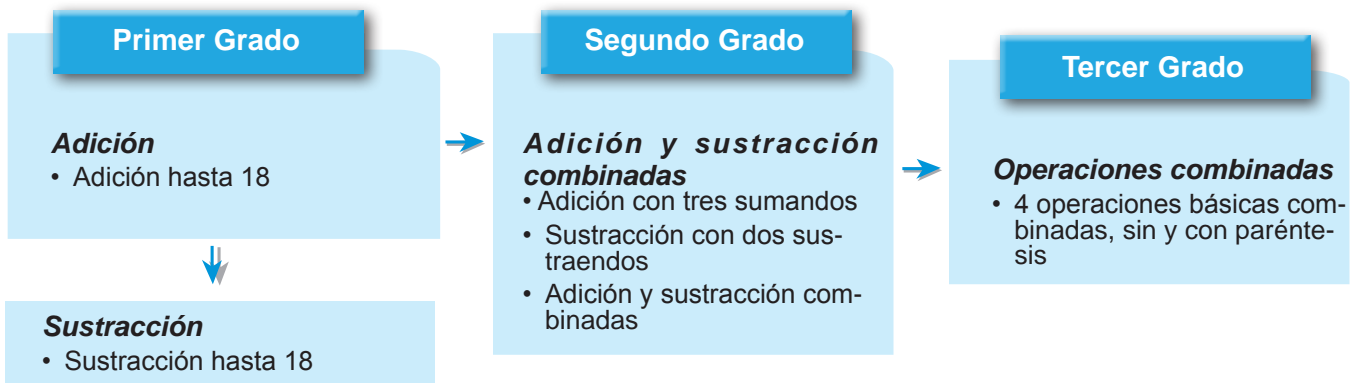 Primer Grado
Adición
• Adición hasta 18
Sustracción
• Sustracción hasta 18
Segundo Grado
Adición y sustracción
combinadas
• Adición con tres sumandos
• Sustracción con dos sus-
traendos
• Adición y sustracción com-
binadas
Tercer Grado
Operaciones combinadas
• 4 operaciones básicas com-
binadas, sin y con parénte-
sis